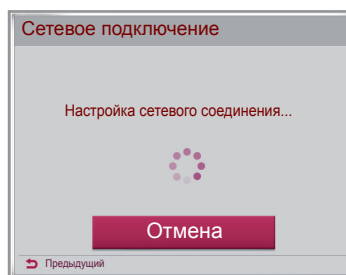 Сетевое подключение
Настройка сетевого соединения...
Отмена
Предыдущий